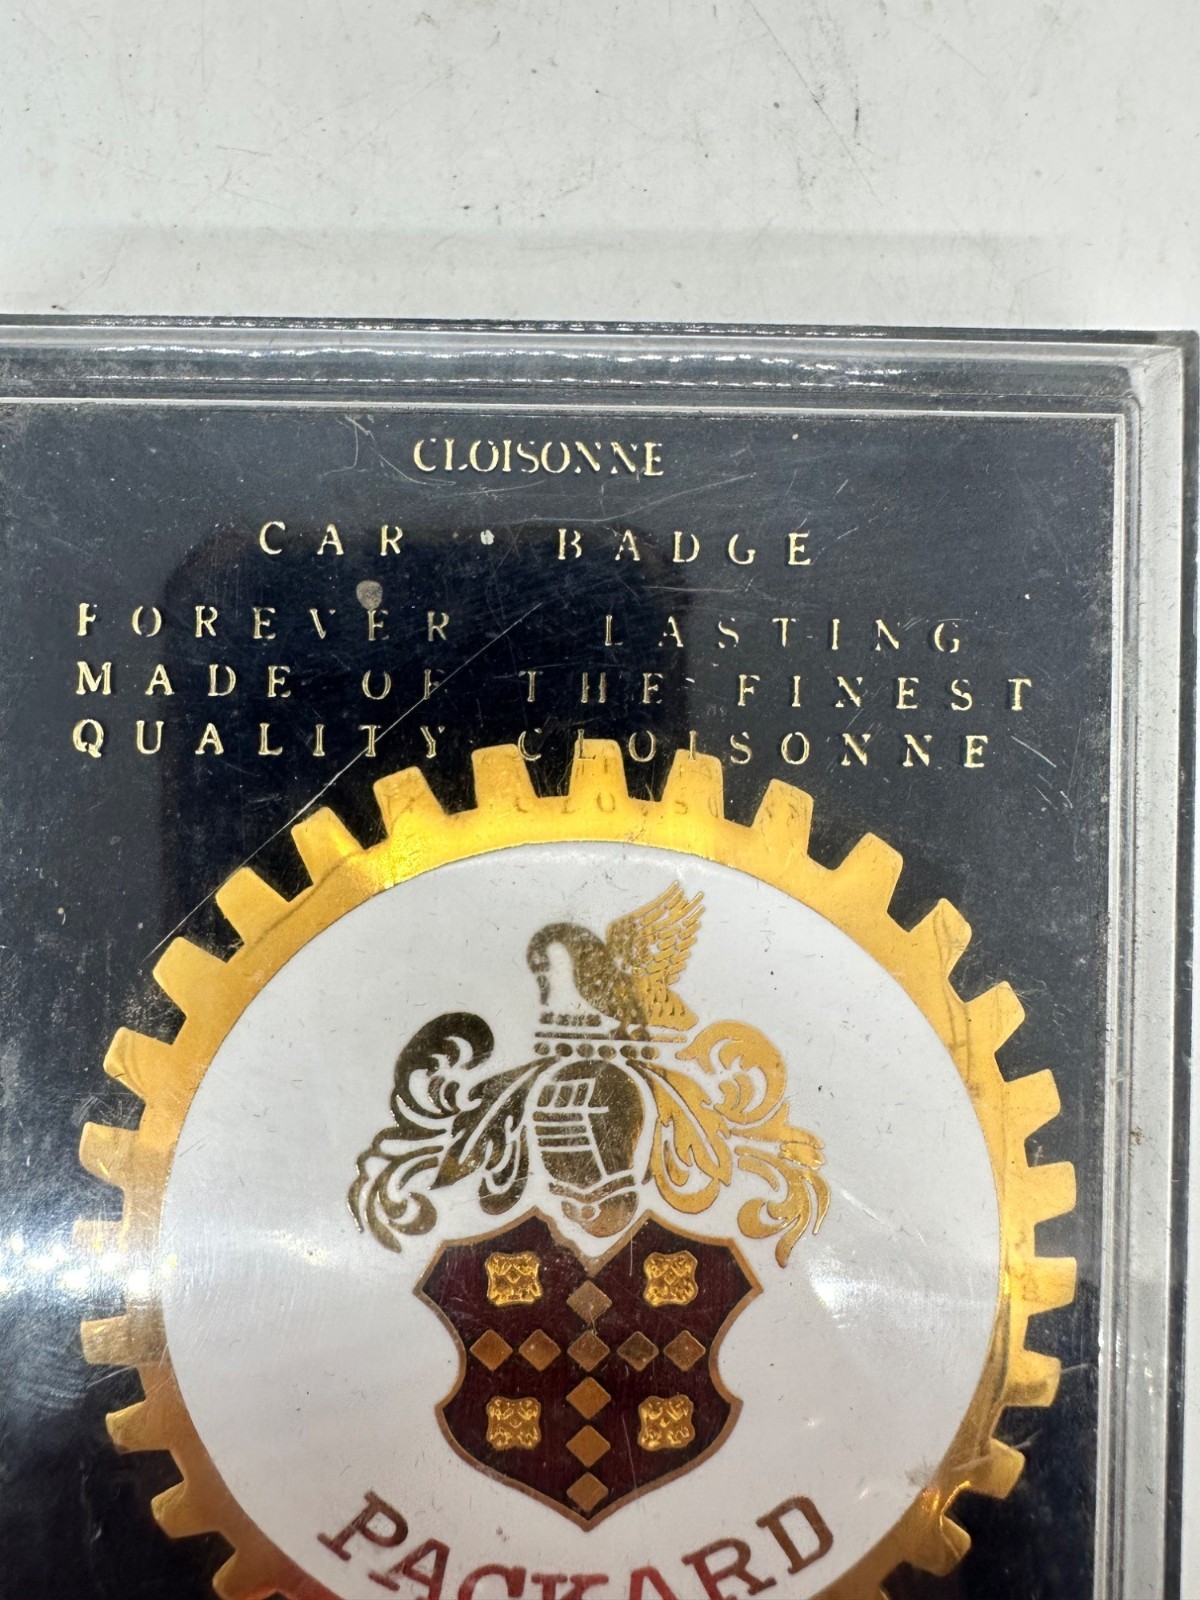 CLOISONNE
CAR • BADGE
FOREVER LASTING
MADE OF THE FINEST
QUALITY CLOISONNE
PACKARD